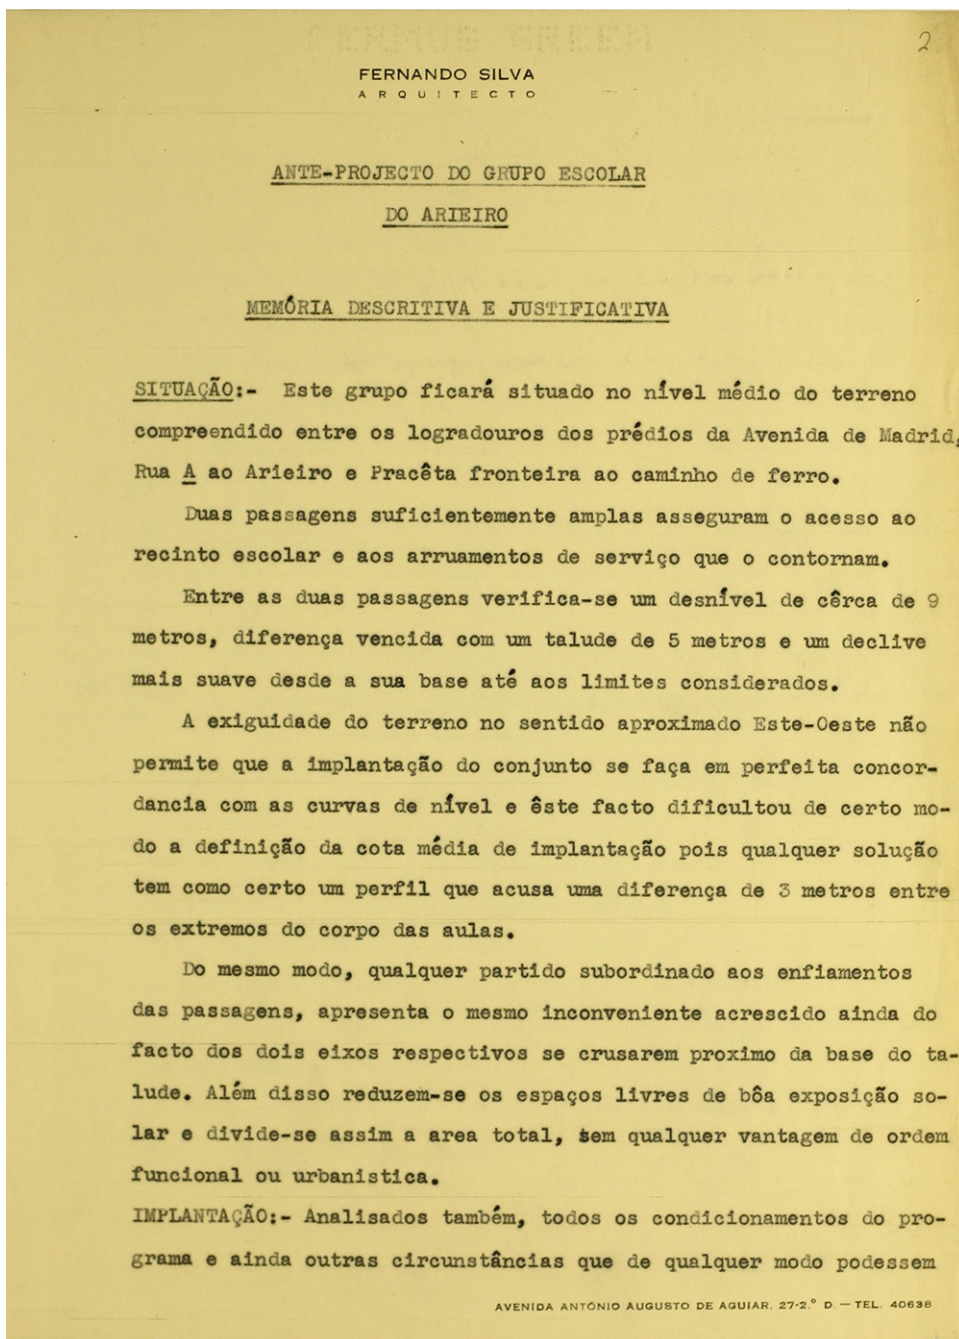 2
FERNANDO SILVA
ARQUITECTO
ANTE-PROJECTO DO GRUPO ESCOLAR
DO ARIEIRO
MEMÓRIA DESCRITIVA E JUSTIFICATIVA
SITUAÇÃO:- Este grupo ficará situado no nível médio do terreno
compreendido entre os logradouros dos prédios da Avenida de Madrid,
Rua A ao Arieiro e Pracêta fronteira ao caminho de ferro.
Duas passagens suficientemente amplas asseguram o acesso ao
recinto escolar e aos arruamentos de serviço que o contornam.
Entre as duas passagens verifica-se um desnível de cêrca de 9
metros, diferença vencida com um talude de 5 metros e um declive
mais suave desde a sua base até aos limites considerados.
A exiguidade do terreno no sentido aproximado Este-Oeste não
permite que a implantação do conjunto se faça em perfeita concor-
dancia com as curvas de nível e êste facto dificultou de certo mo-
do a definição da cota média de implantação pois qualquer solução
tem como certo um perfil que acusa uma diferença de 3 metros entre
os extremos do corpo das aulas.
Do mesmo modo, qualquer partido subordinado aos enfiamentos
das passagens, apresenta o mesmo inconveniente acrescido ainda do
facto dos dois eixos respectivos se crusarem proximo da base do ta-
lude. Além disso reduzem-se os espaços livres de bôa exposição so-
lar e divide-se assim a area total, sem qualquer vantagem de ordem
funcional ou urbanistica.
IMPLANTAÇÃO:- Analisados também, todos os condicionamentos do pro-
grama e ainda outras circunstâncias que de qualquer modo podessem
AVENIDA ANTÓNIO AUGUSTO DE AGUIAR, 27-2.º D. — TEL. 40638